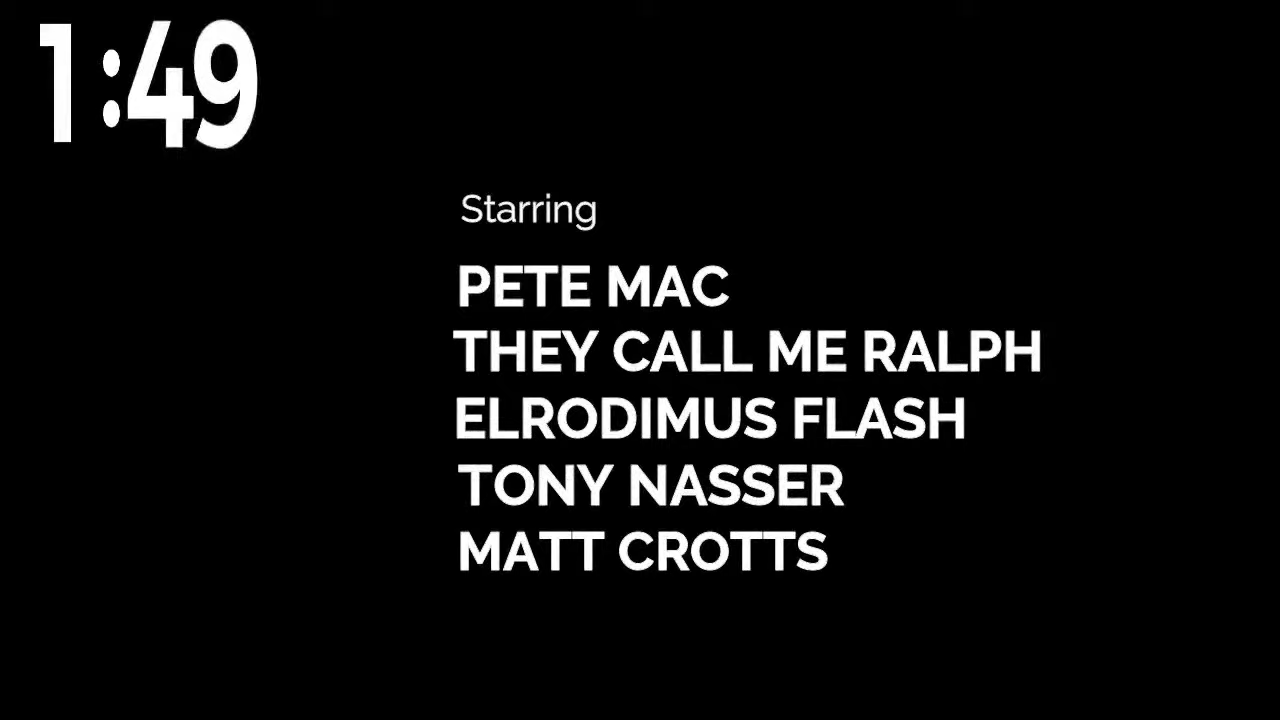 1:49
Starring
PETE MAC
THEY CALL ME RALPH
ELRODIMUS FLASH
TONY NASSER
MATT CROTTS